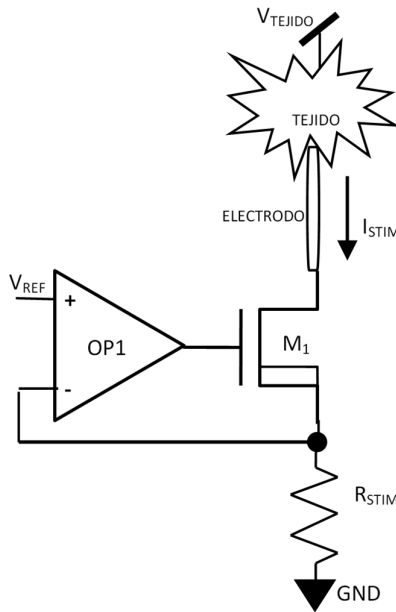 VTEJIDO
TEJIDO
ELECTRODO
ISTIM
VREF
+
OP1
M1
-
RSTIM
GND